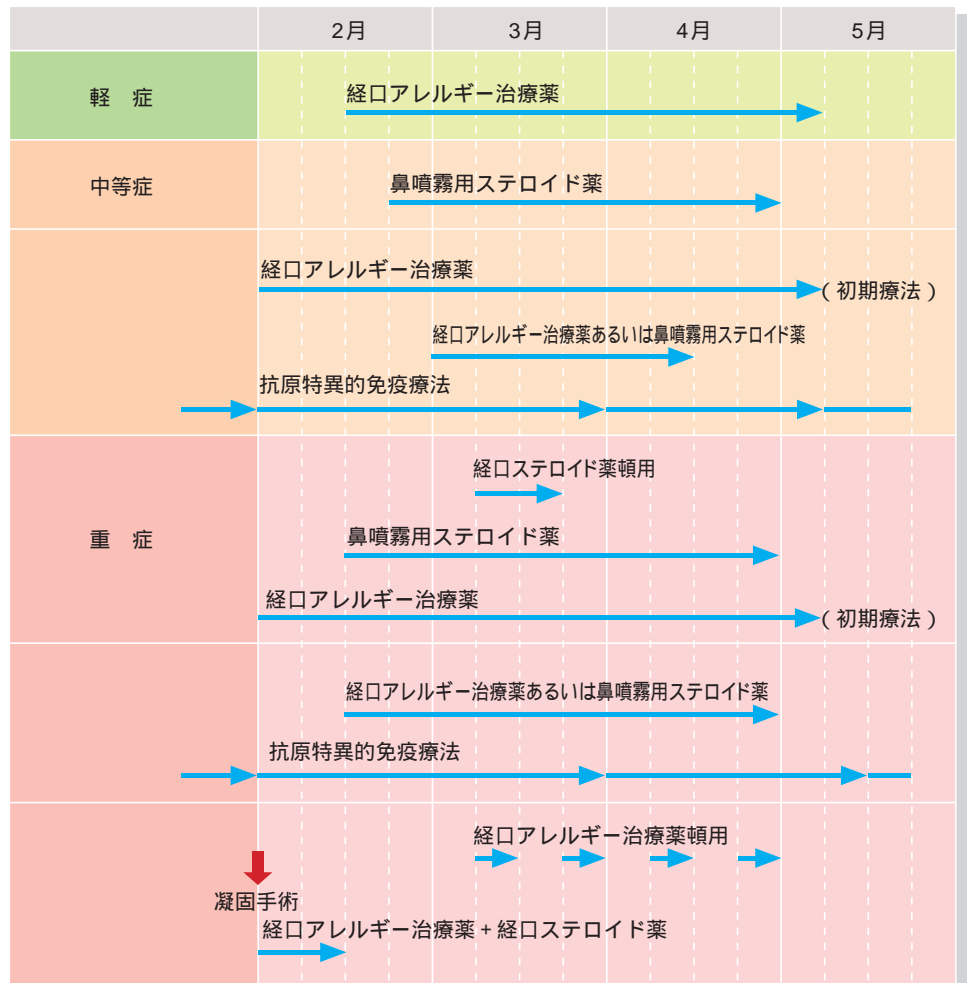 2月 3月 4月 5月
軽 症
経口アレルギー治療薬
中等症
鼻噴霧用ステロイド薬
経口アレルギー治療薬
(初期療法)
経口アレルギー治療薬あるいは鼻噴霧用ステロイド薬
抗原特異的免疫療法
経口ステロイド薬頓用
重 症
鼻噴霧用ステロイド薬
経口アレルギー治療薬
(初期療法)
経口アレルギー治療薬あるいは鼻噴霧用ステロイド薬
抗原特異的免疫療法
経口アレルギー治療薬頓用
凝固手術
経口アレルギー治療薬+経口ステロイド薬